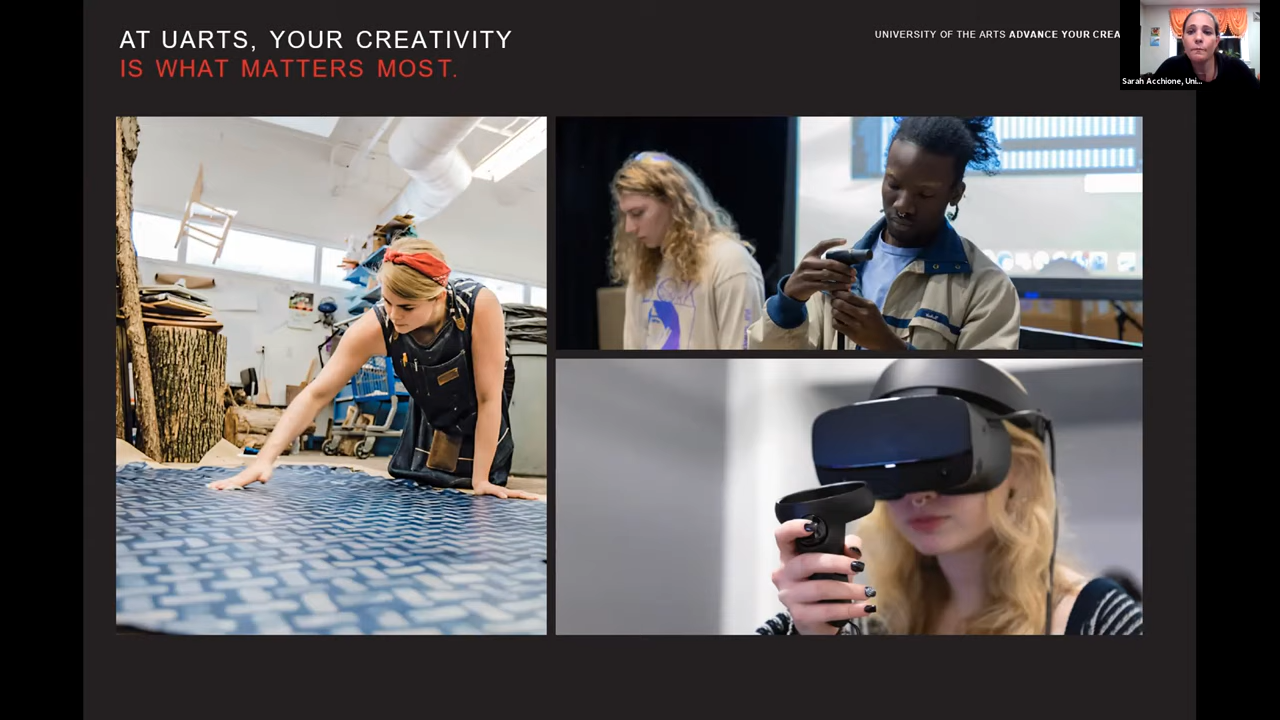 AT UARTS, YOUR CREATIVITY
IS WHAT MATTERS MOST.
UNIVERSITY OF THE ARTS ADVANCE YOUR CREA
Sarah Acchione, Uni...